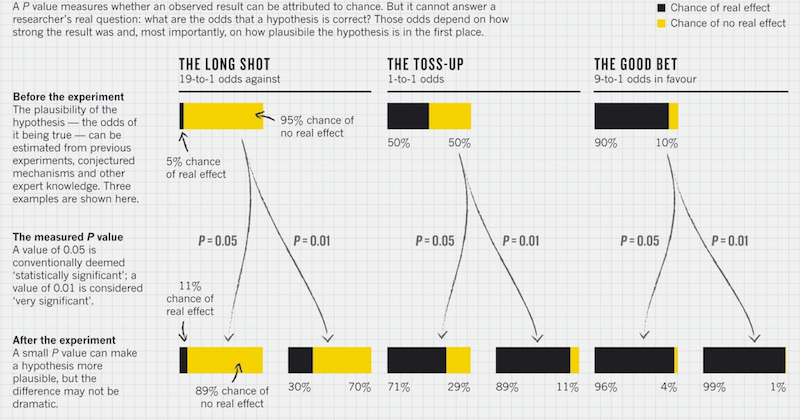 A P value measures whether an observed result can be attributed to chance. But it cannot answer a
researcher's real question: what are the odds that a hypothesis is correct? Those odds depend on how
strong the result was and, most importantly, on how plausibile the hypothesis is in the first place.
Chance of real effect
Chance of no real effect
THE LONG SHOT
19-to-1 odds against
THE TOSS-UP
1-to-1 odds
THE GOOD BET
9-to-1 odds in favour
Before the experiment
The plausibility of the
hypothesis — the odds of
it being true — can be
estimated from previous
experiments, conjectured
mechanisms and other
expert knowledge. Three
examples are shown here.
95% chance of
no real effect
5% chance
of real effect
50%
50%
90%
10%
The measured P value
A value of 0.05 is
conventionally deemed
'statistically significant'; a
value of 0.01 is considered
'very significant'.
P = 0.05
P = 0.01
P = 0.05
P = 0.01
P = 0.05
P = 0.01
11%
chance of
real effect
After the experiment
A small P value can make
a hypothesis more
plausible, but the
difference may not be
dramatic.
89% chance of
no real effect
30%
70%
71%
29%
89%
11%
96%
4%
99%
1%